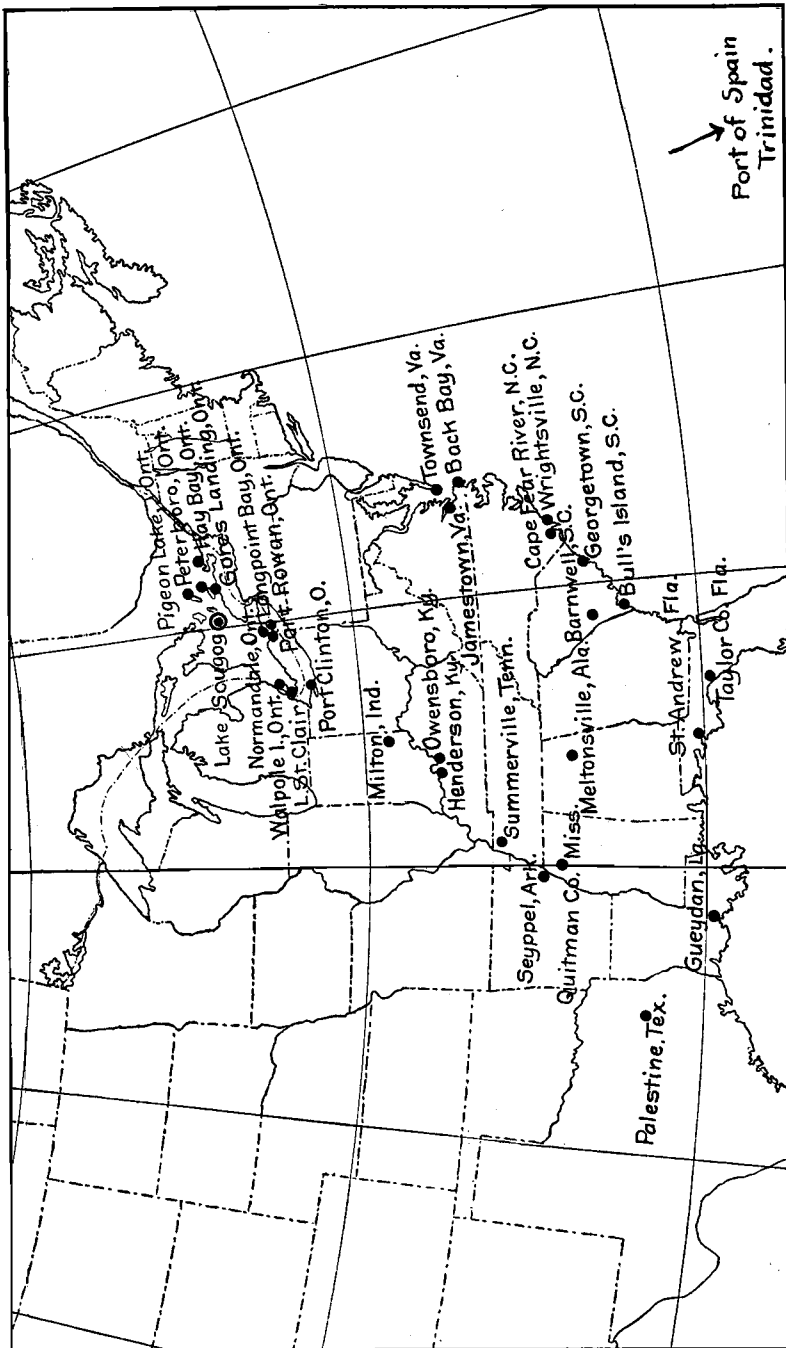 Pigeon Lake, Ont.
Peterboro, Ont.
Hay Bay, Ont.
Gores Landing, Ont.
Lake Scugog
Normandale, Ont.
Longpoint Bay, Ont.
Port Rowan, Ont.
Walpole I., Ont.
L. St. Clair
Port Clinton, O.
Milton, Ind.
Owensboro, Ky.
Henderson, Ky.
Townsend, Va.
Back Bay, Va.
Jamestown, Va.
Summerville, Tenn.
Cape Fear River, N.C.
Wrightsville, N.C.
Georgetown, S.C.
Bull's Island, S.C.
Barnwell, S.C.
Meltonsville, Ala.
Seyppel, Ark.
Quitman Co. Miss.
St. Andrew, Fla.
Taylor Co., Fla.
Gueydan, La.
Palestine, Tex.
Port of Spain
Trinidad.